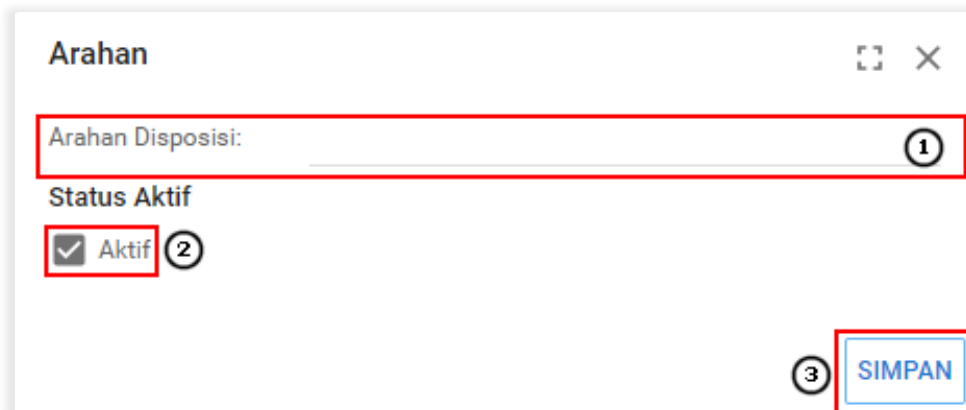 Arahan
Arahan Disposisi: 1
Status Aktif
Aktif 2
3 SIMPAN